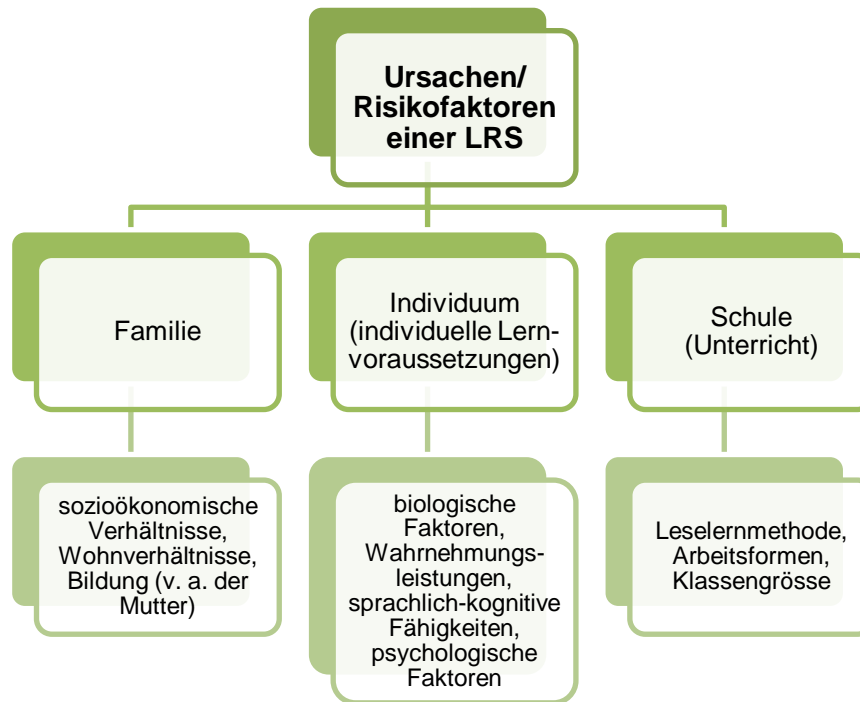 Ursachen/
Risikofaktoren
einer LRS
Familie
Individuum
(individuelle Lern-
voraussetzungen)
Schule
(Unterricht)
sozioökonomische
Verhältnisse,
Wohnverhältnisse,
Bildung (v. a. der
Mutter)
biologische
Faktoren,
Wahrnehmungs-
leistungen,
sprachlich-kognitive
Fähigkeiten,
psychologische
Faktoren
Leselernmethode,
Arbeitsformen,
Klassengrösse